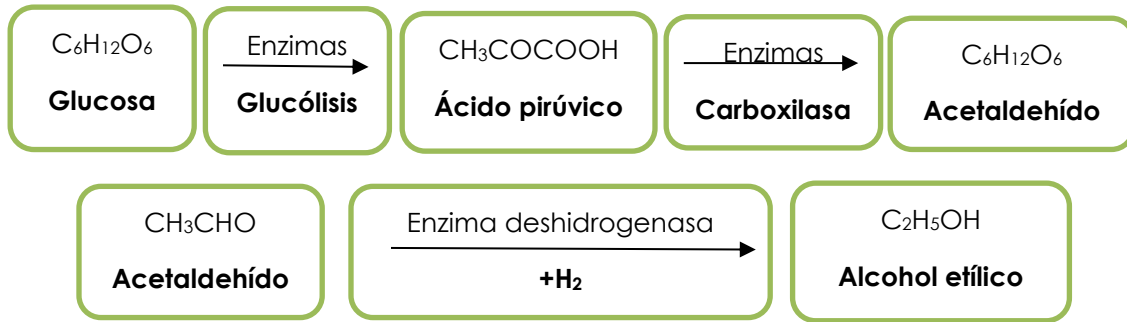 C₆H₁₂O₆
Glucosa
Enzimas
Glucólisis
CH₃COCOOH
Ácido pirúvico
Enzimas
Carboxilasa
C₆H₁₂O₆
Acetaldehído
CH₃CHO
Acetaldehído
Enzima deshidrogenasa
+H₂
C₂H₅OH
Alcohol etílico